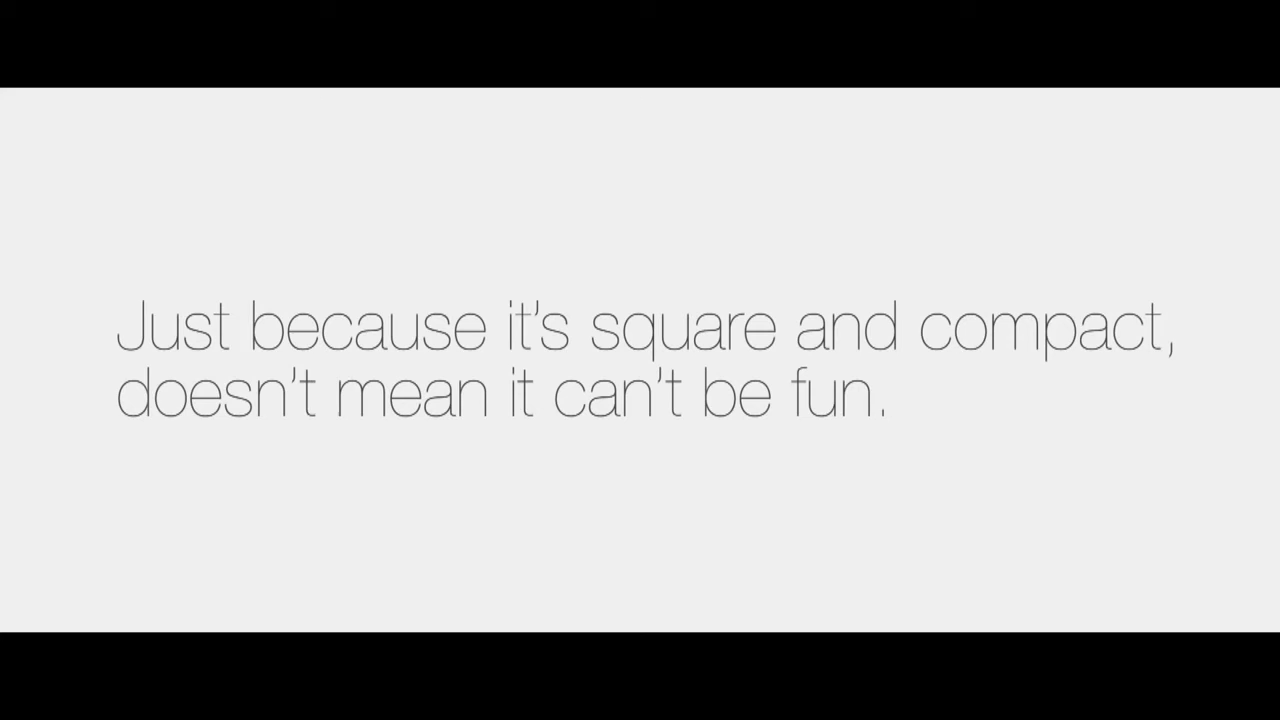 Just because it’s square and compact,
doesn’t mean it can’t be fun.